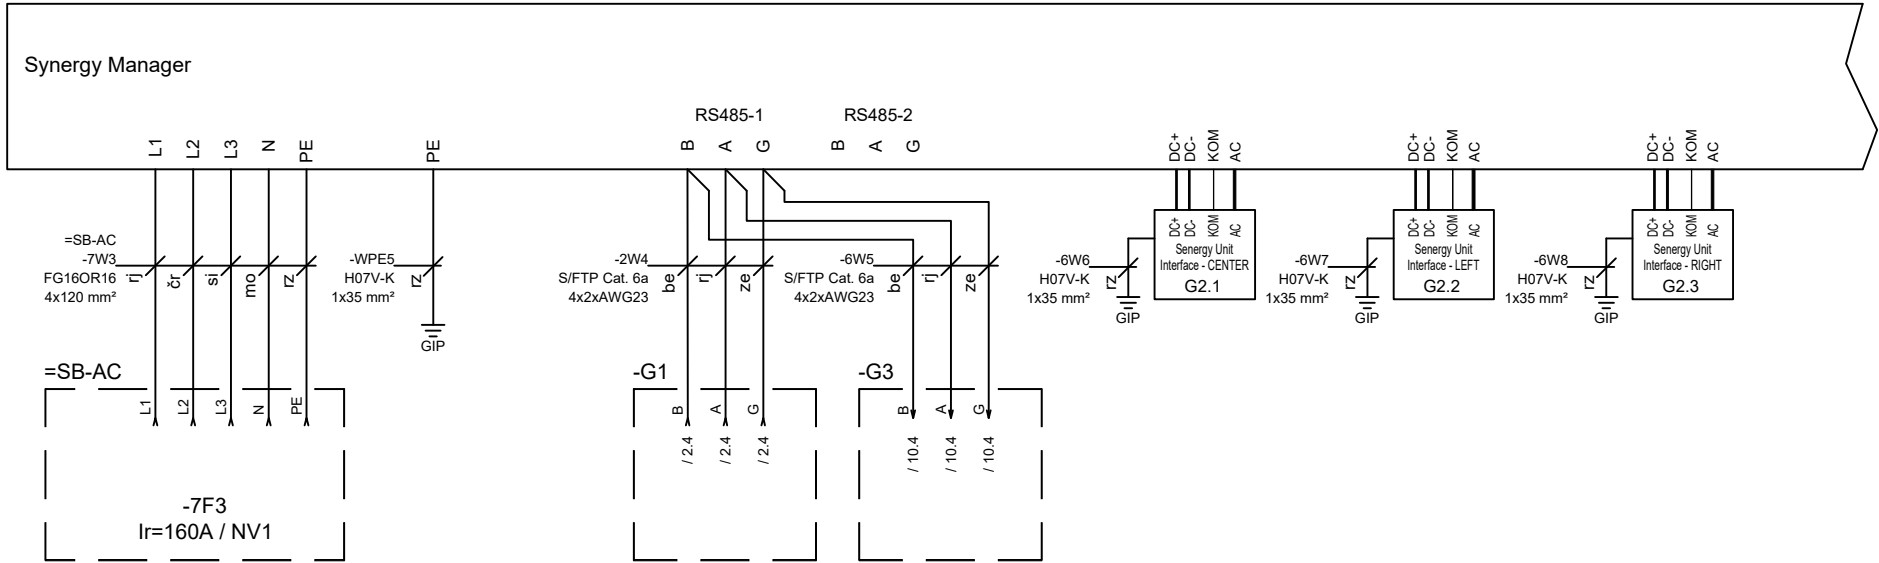 Synergy Manager
RS485-1
RS485-2
L1
L2
L3
N
PE
PE
B
A
G
B
A
G
DC+
DC-
KOM
AC
DC+
DC-
KOM
AC
DC+
DC-
KOM
AC
=SB-AC
-7W3
FG16OR16
4x120 mm²
rj
čr
si
mo
rz
-WPE5
H07V-K
1x35 mm²
rz
GIP
-2W4
S/FTP Cat. 6a
4x2xAWG23
be
rj
ze
-6W5
S/FTP Cat. 6a
4x2xAWG23
be
rj
ze
-6W6
H07V-K
1x35 mm²
rz
GIP
DC+
DC-
KOM
AC
Senergy Unit
Interface - CENTER
G2.1
-6W7
H07V-K
1x35 mm²
rz
GIP
DC+
DC-
KOM
AC
Senergy Unit
Interface - LEFT
G2.2
-6W8
H07V-K
1x35 mm²
rz
GIP
DC+
DC-
KOM
AC
Senergy Unit
Interface - RIGHT
G2.3
=SB-AC
L1
L2
L3
N
PE
-7F3
Ir=160A / NV1
-G1
B
A
G
/ 2.4
/ 2.4
/ 2.4
-G3
B
A
G
/ 10.4
/ 10.4
/ 10.4